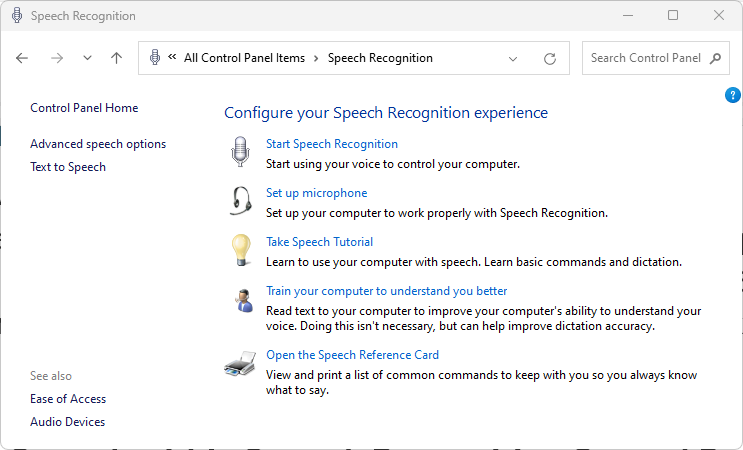 Speech Recognition
« All Control Panel Items > Speech Recognition
Search Control Panel
?
Control Panel Home
Advanced speech options
Text to Speech
Configure your Speech Recognition experience
Start Speech Recognition
Start using your voice to control your computer.
Set up microphone
Set up your computer to work properly with Speech Recognition.
Take Speech Tutorial
Learn to use your computer with speech. Learn basic commands and dictation.
Train your computer to understand you better
Read text to your computer to improve your computer's ability to understand your
voice. Doing this isn't necessary, but can help improve dictation accuracy.
Open the Speech Reference Card
View and print a list of common commands to keep with you so you always know
what to say.
See also
Ease of Access
Audio Devices